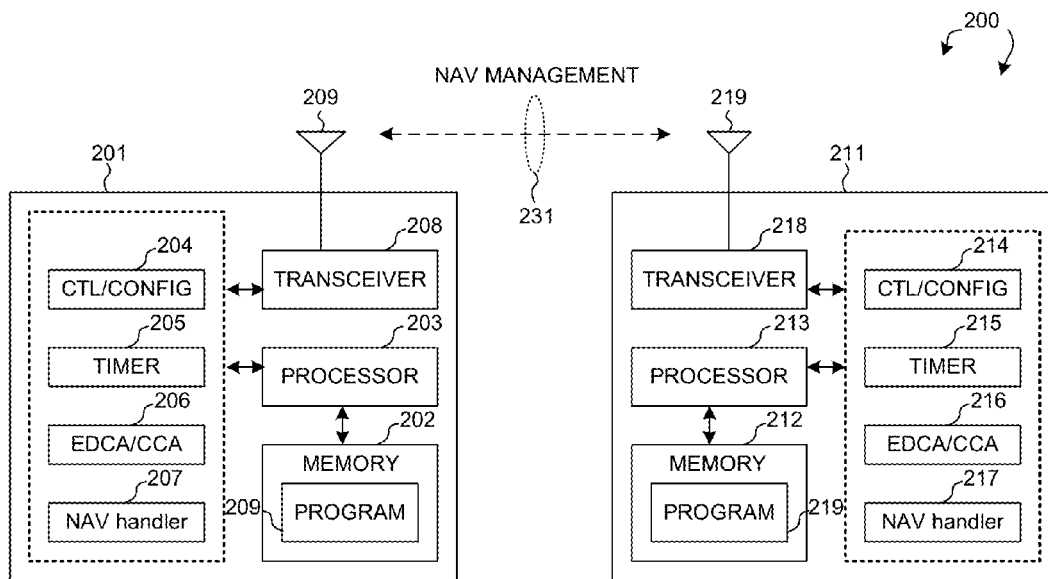 200
NAV MANAGEMENT
209
219
201
211
231
204
208
218
214
CTL/CONFIG
TRANSCEIVER
TRANSCEIVER
CTL/CONFIG
205
203
213
215
TIMER
PROCESSOR
PROCESSOR
TIMER
206
202
212
216
EDCA/CCA
MEMORY
MEMORY
EDCA/CCA
207
217
NAV handler
209
PROGRAM
PROGRAM
219
NAV handler